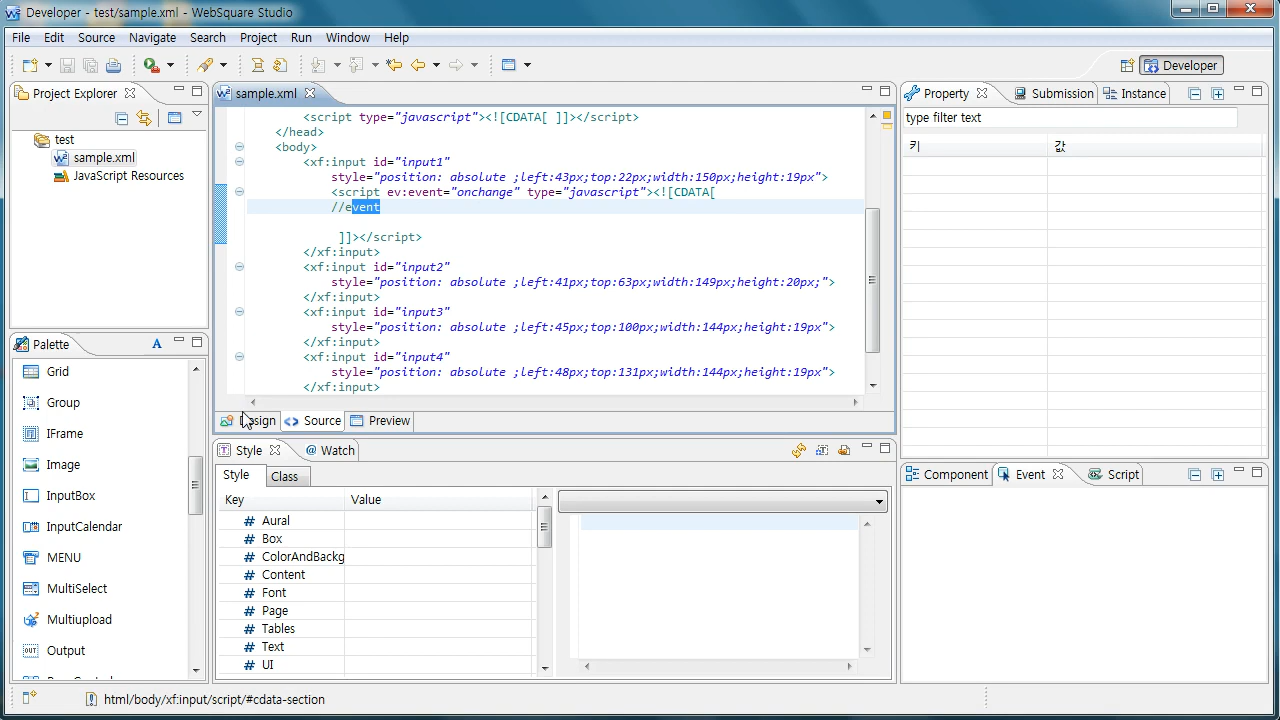 Developer - test/sample.xml - WebSquare Studio
File Edit Source Navigate Search Project Run Window Help
Developer
Project Explorer
test
sample.xml
JavaScript Resources
Palette A
Grid
Group
IFrame
Image
InputBox
InputCalendar
MENU
MultiSelect
Multiupload
Output
sample.xml
<script type="javascript"><![CDATA[ ]]></script>
</head>
<body>
<xf:input id="input1"
style="position: absolute ;left:43px;top:22px;width:150px;height:19px">
<script ev:event="onchange" type="javascript"><![CDATA[
//event
]]></script>
</xf:input>
<xf:input id="input2"
style="position: absolute ;left:41px;top:63px;width:149px;height:20px;">
</xf:input>
<xf:input id="input3"
style="position: absolute ;left:45px;top:100px;width:144px;height:19px">
</xf:input>
<xf:input id="input4"
style="position: absolute ;left:48px;top:131px;width:144px;height:19px">
</xf:input>
Design Source Preview
Style Watch
Style Class
Key Value
# Aural
# Box
# ColorAndBackg
# Content
# Font
# Page
# Tables
# Text
# UI
Property Submission Instance
type filter text
키 값
Component Event Script
html/body/xf:input/script/#cdata-section